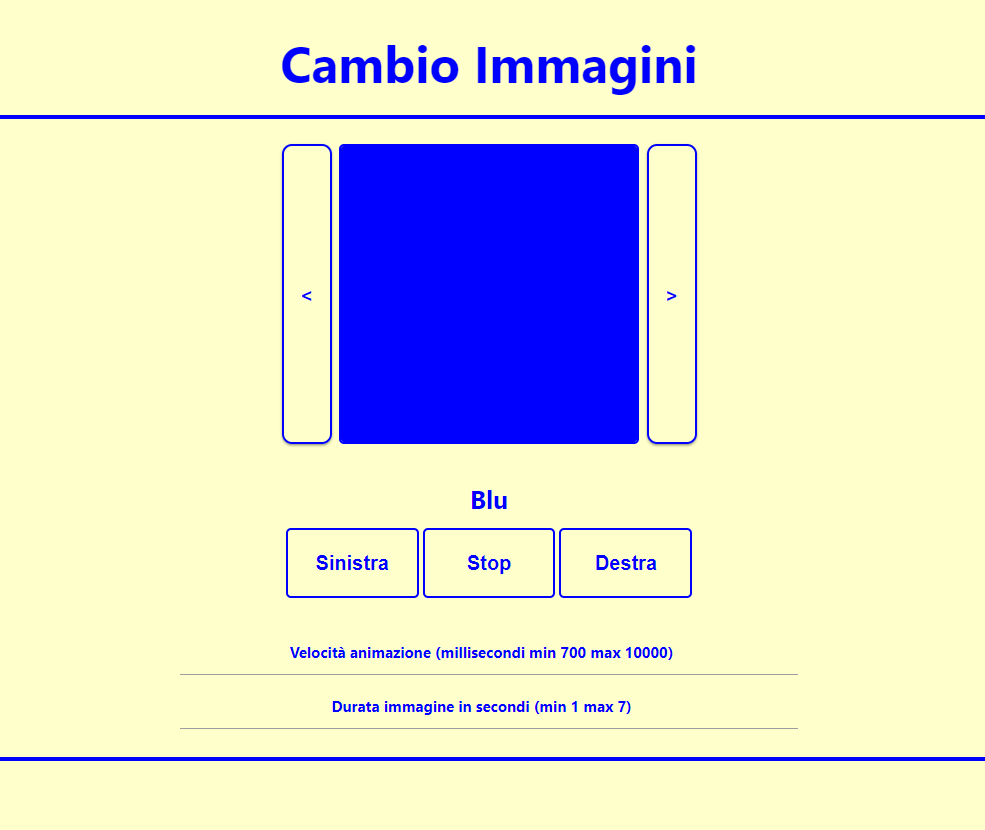 Cambio Immagini
<
>
Blu
Sinistra
Stop
Destra
Velocità animazione (millisecondi min 700 max 10000)
Durata immagine in secondi (min 1 max 7)